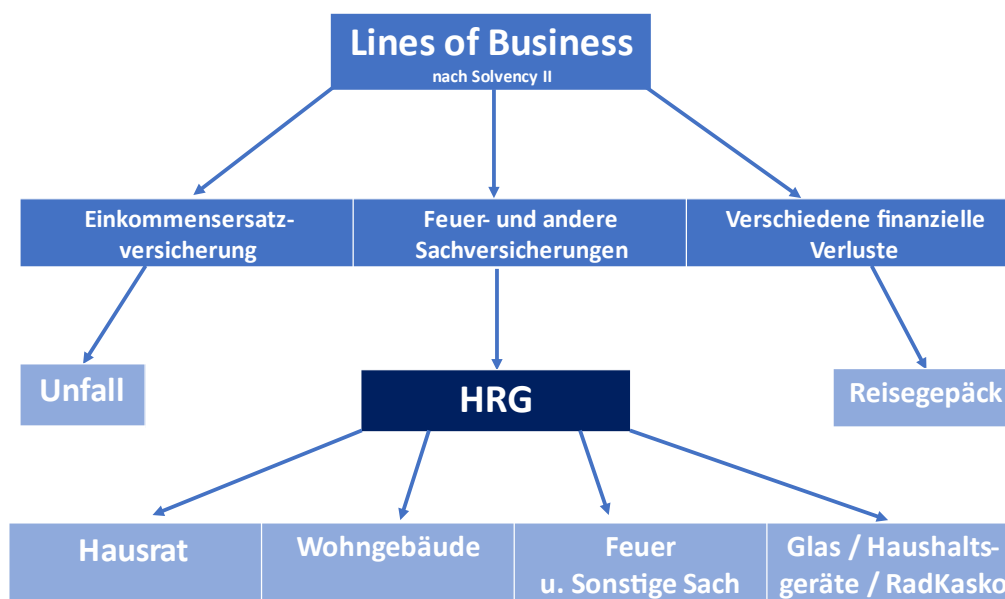 Lines of Business
nach Solvency II
Einkommensersatz-
versicherung
Feuer- und andere
Sachversicherungen
Verschiedene finanzielle
Verluste
Unfall
HRG
Reisegepäck
Hausrat
Wohngebäude
Feuer
u. Sonstige Sach
Glas / Haushalts-
geräte / RadKasko